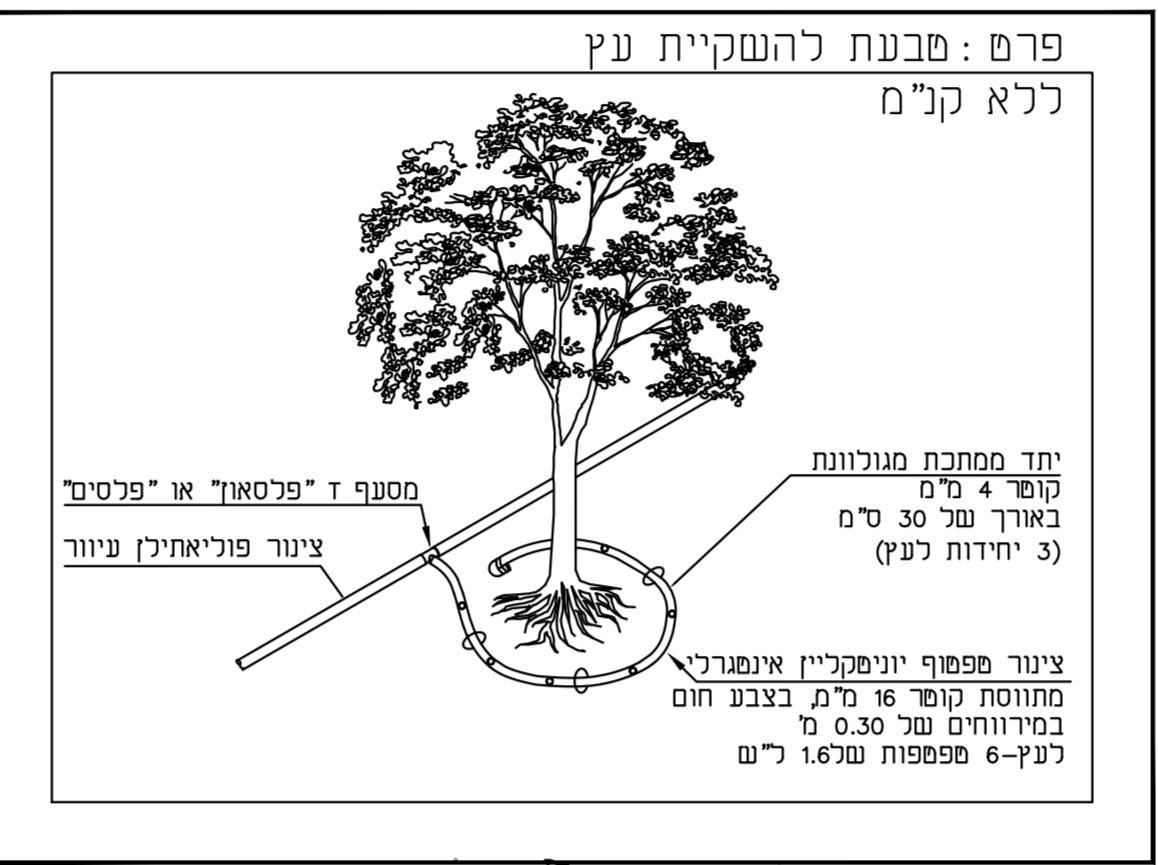 פרט : טבעת להשקיית עץ
ללא קנ"מ
יתד ממתכת מגולוונת
קוטר 4 מ"מ
באורך של 30 ס"מ
(3 יחידות לעץ)
מסעף T "פלסאון" או "פלסים"
צינור פוליאתילן עיוור
צינור טפטוף יוניטקליין אינטגרלי
מתווסת קוטר 16 מ"מ, בצבע חום
במירווחים של 0.30 מ'
לעץ-6 טפטפות של1.6 ל"ש